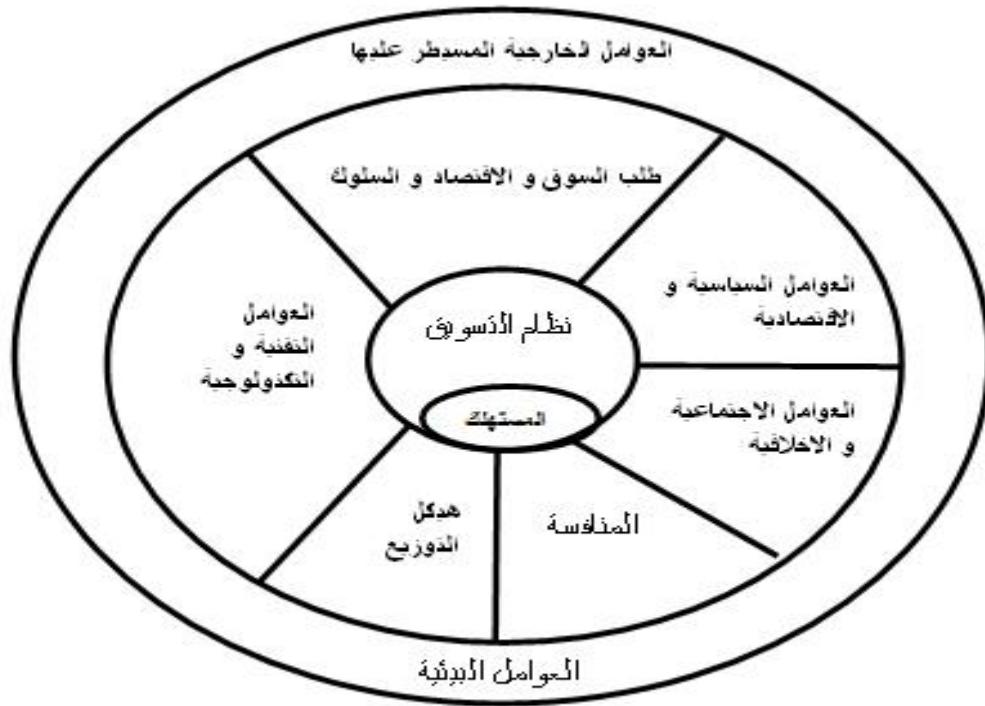 العوامل الخارجية المسيطر عليها
طلب السوق و الاقتصاد و السلوك
العوامل السياسية و
الاقتصادية
العوامل
التقنية و
التكنولوجية
نظام التسويق
المستهلك
العوامل الاجتماعية
و الاخلاقية
هيكل
التوزيع
المنافسة
العوامل البيئية